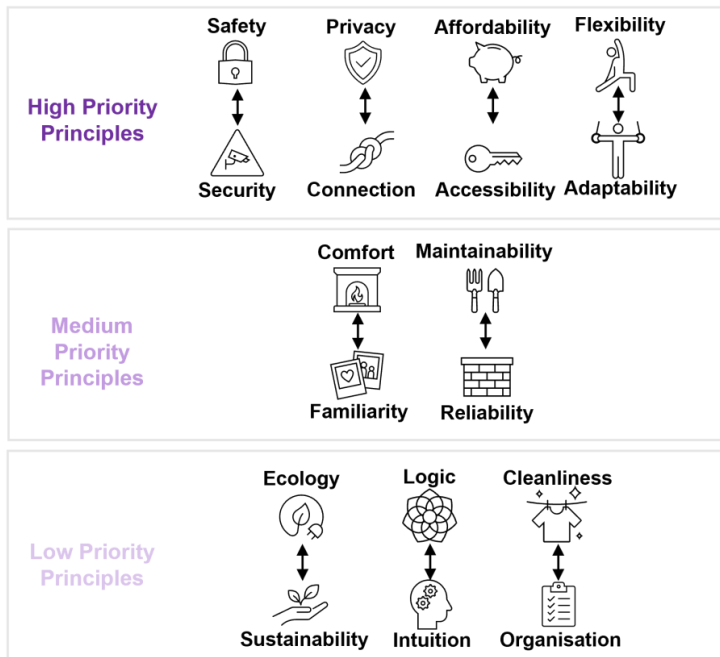 Safety Privacy Affordability Flexibility
High Priority
Principles
Security Connection Accessibility Adaptability
Comfort Maintainability
Medium
Priority
Principles
Familiarity Reliability
Ecology Logic Cleanliness
Low Priority
Principles
Sustainability Intuition Organisation